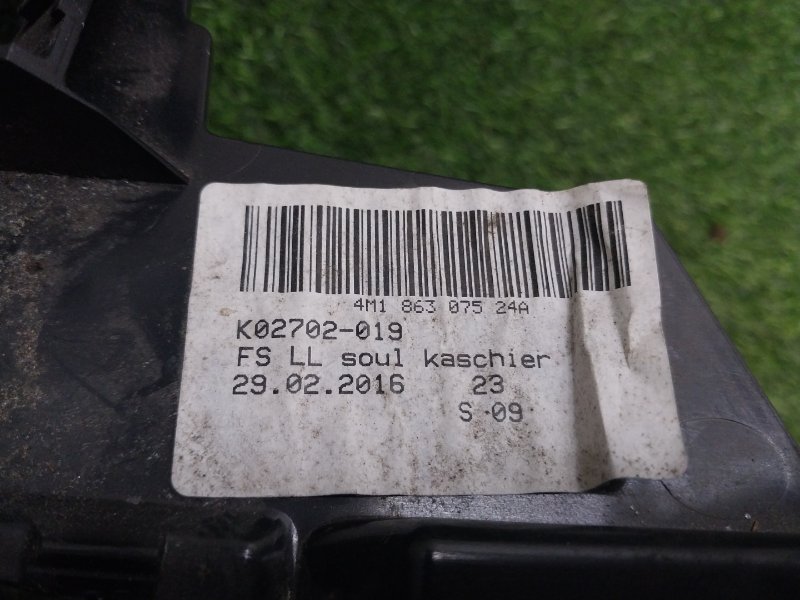 4M1 863 075 24A
K02702-019
FS LL soul kaschier
29.02.2016 23
S 09